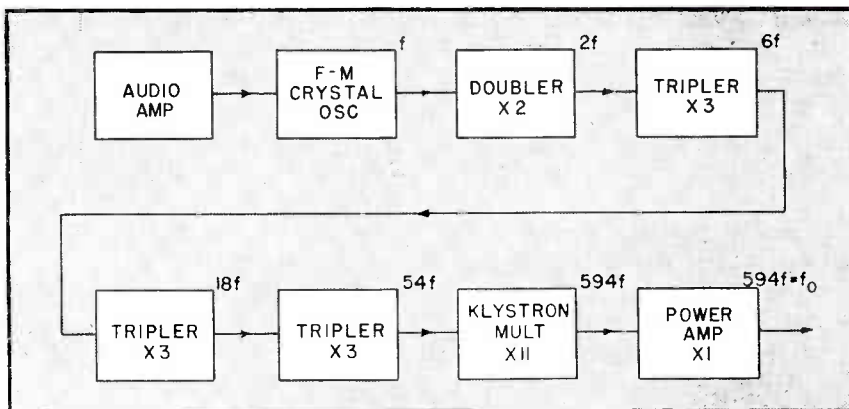 AUDIO
AMP
f
F-M
CRYSTAL
OSC
2f
DOUBLER
X2
6f
TRIPLER
X3
18f
TRIPLER
X3
54f
TRIPLER
X3
594f
KLYSTRON
MULT
X11
594f=f₀
POWER
AMP
X1